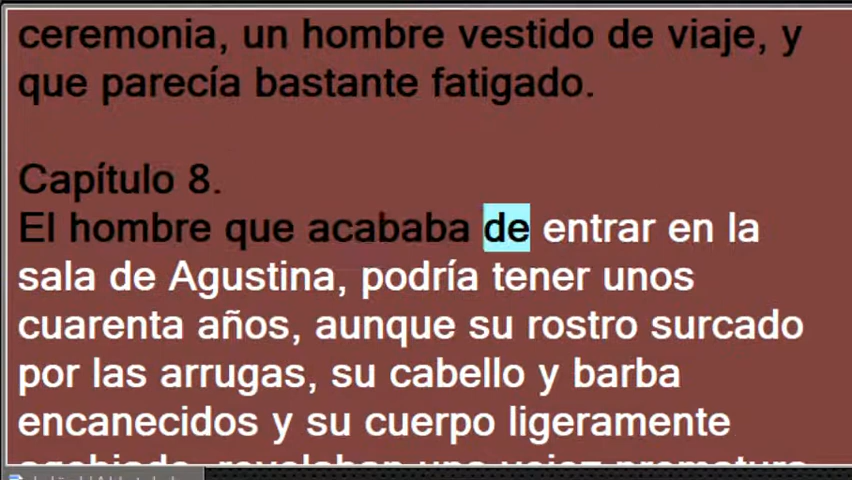 ceremonia, un hombre vestido de viaje, y
que parecía bastante fatigado.
Capítulo 8.
El hombre que acababa de entrar en la
sala de Agustina, podría tener unos
cuarenta años, aunque su rostro surcado
por las arrugas, su cabello y barba
encanecidos y su cuerpo ligeramente